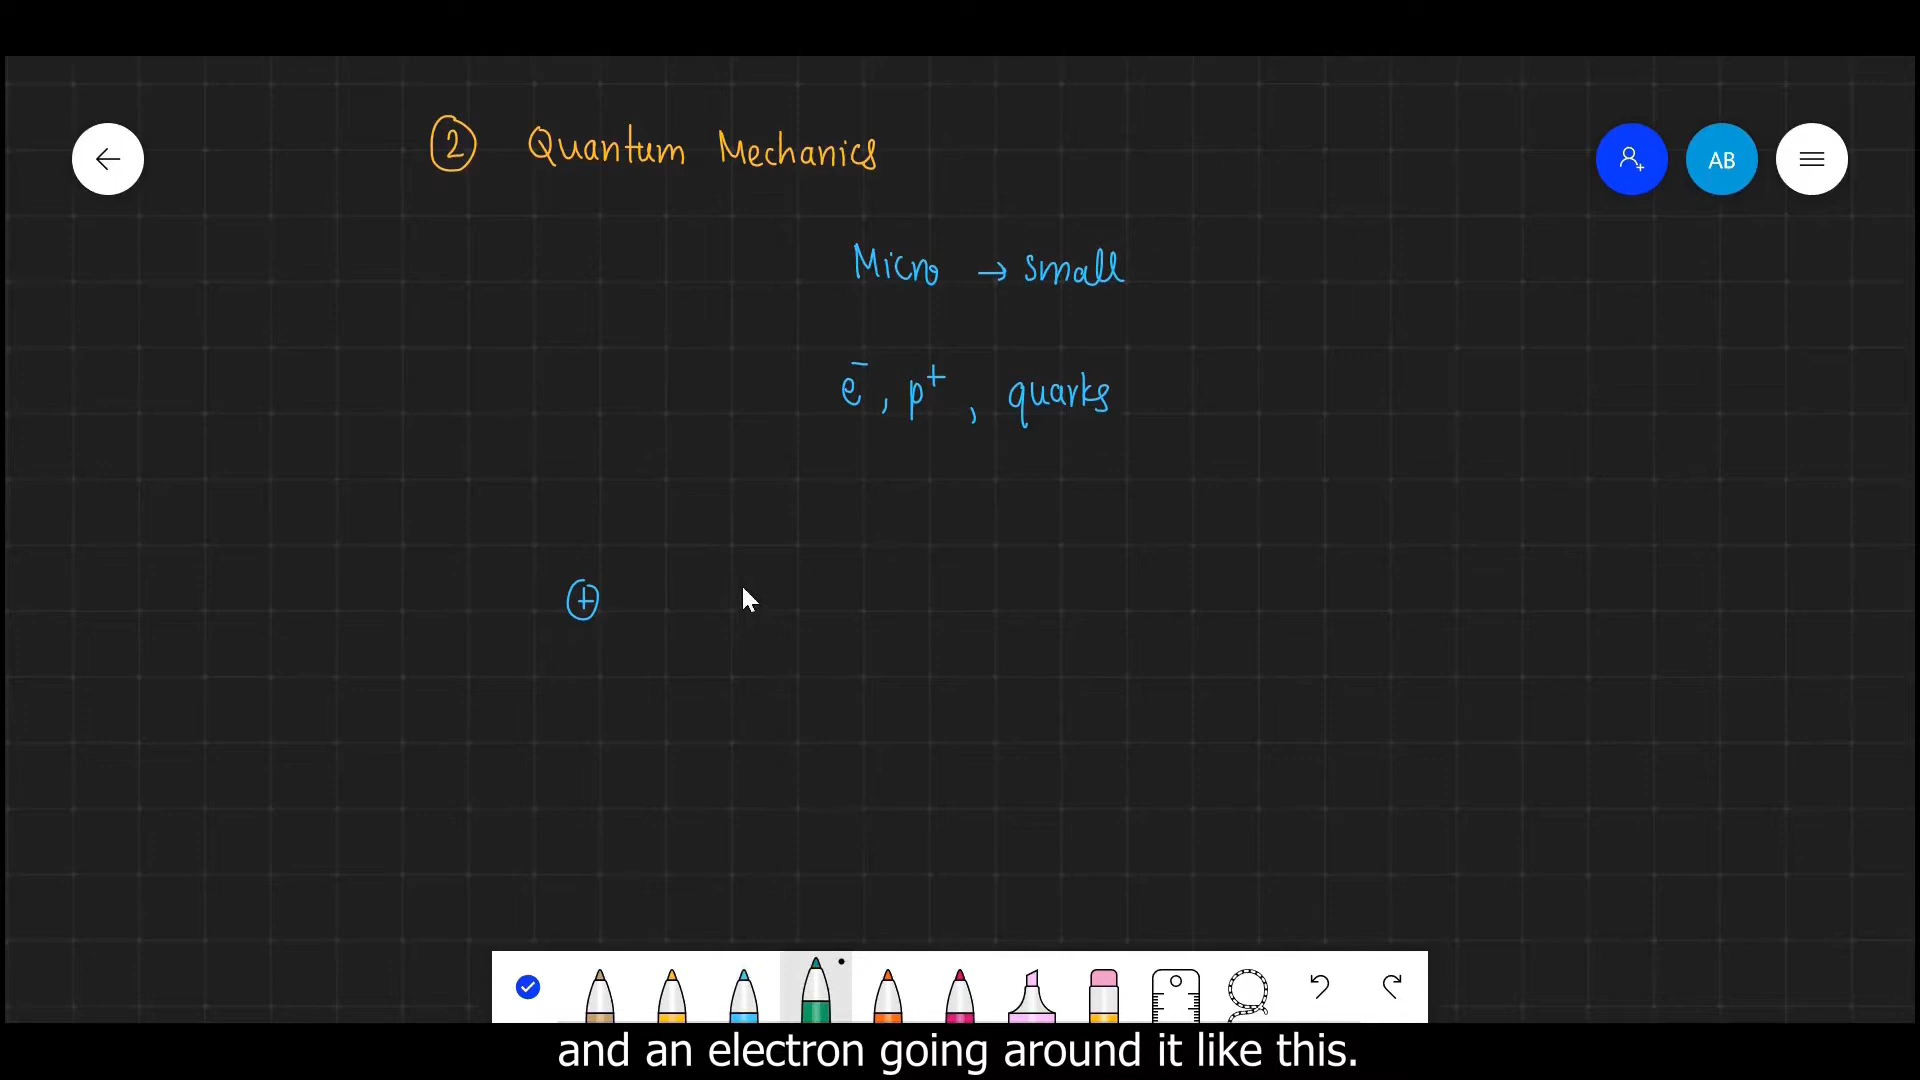 ② Quantum Mechanics
AB
Micro → small
e⁻, p⁺, quarks
⊕
and an electron going around it like this.